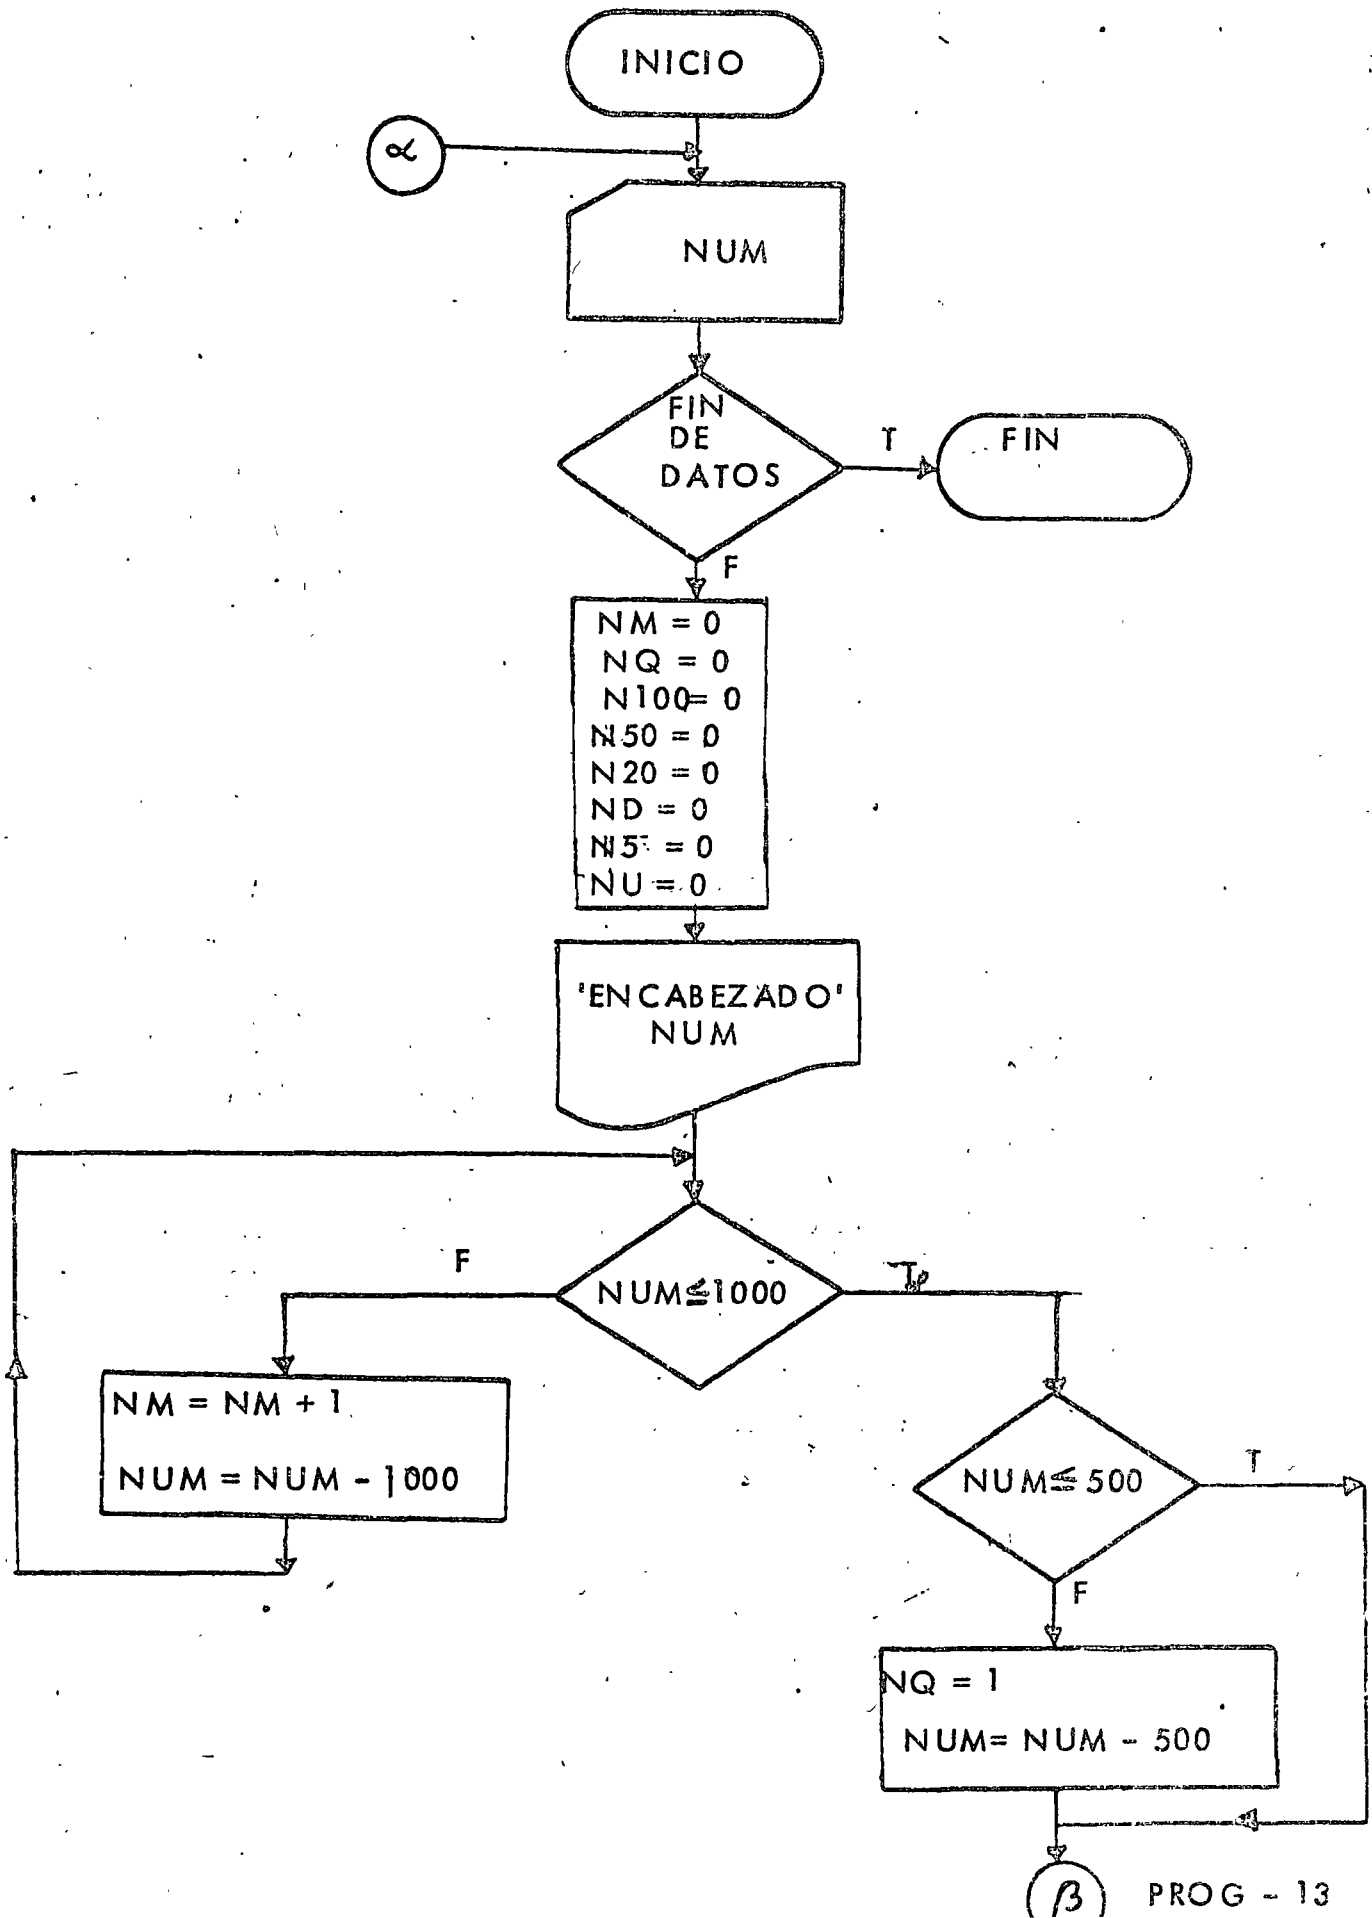 INICIO
∝
NUM
FIN
DE
DATOS
T
FIN
F
NM = 0
NQ = 0
N100= 0
N50 = 0
N20 = 0
ND = 0
N5 = 0
NU = 0
'ENCABEZADO'
NUM
F
NUM≦1000
T
NM = NM + 1
NUM = NUM - 1000
NUM≦500
T
F
NQ = 1
NUM= NUM - 500
β
PROG - 13